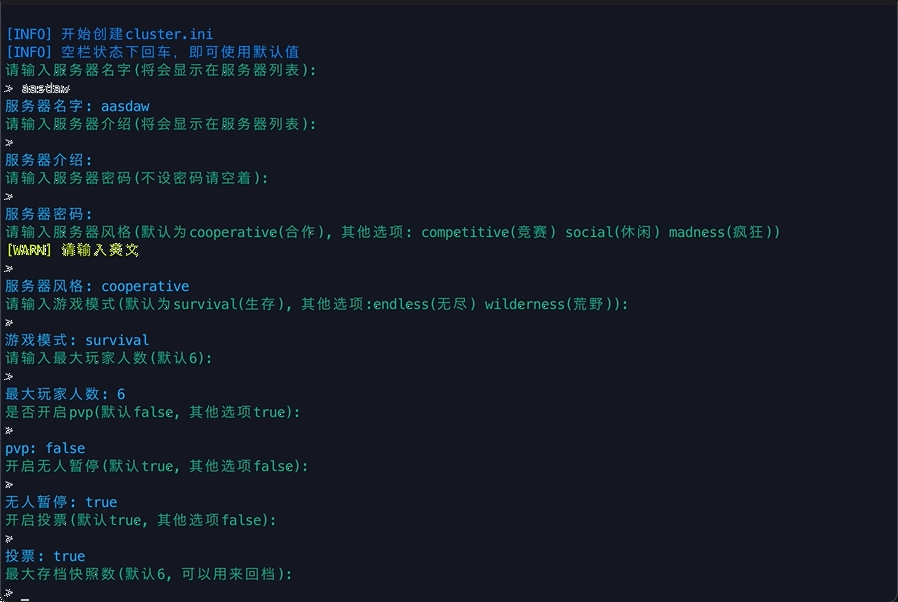 [INFO] 开始创建cluster.ini
[INFO] 空栏状态下回车，即可使用默认值
请输入服务器名字(将会显示在服务器列表):
> aasdaw
服务器名字: aasdaw
请输入服务器介绍(将会显示在服务器列表):
>
服务器介绍:
请输入服务器密码(不设密码请空着):
>
服务器密码:
请输入服务器风格(默认为cooperative(合作), 其他选项: competitive(竞赛) social(休闲) madness(疯狂))
[WARN] 请输入英文
>
服务器风格: cooperative
请输入游戏模式(默认为survival(生存), 其他选项:endless(无尽) wilderness(荒野)):
>
游戏模式: survival
请输入最大玩家人数(默认6):
>
最大玩家人数: 6
是否开启pvp(默认false, 其他选项true):
>
pvp: false
开启无人暂停(默认true, 其他选项false):
>
无人暂停: true
开启投票(默认true, 其他选项false):
>
投票: true
最大存档快照数(默认6, 可以用来回档):
> _